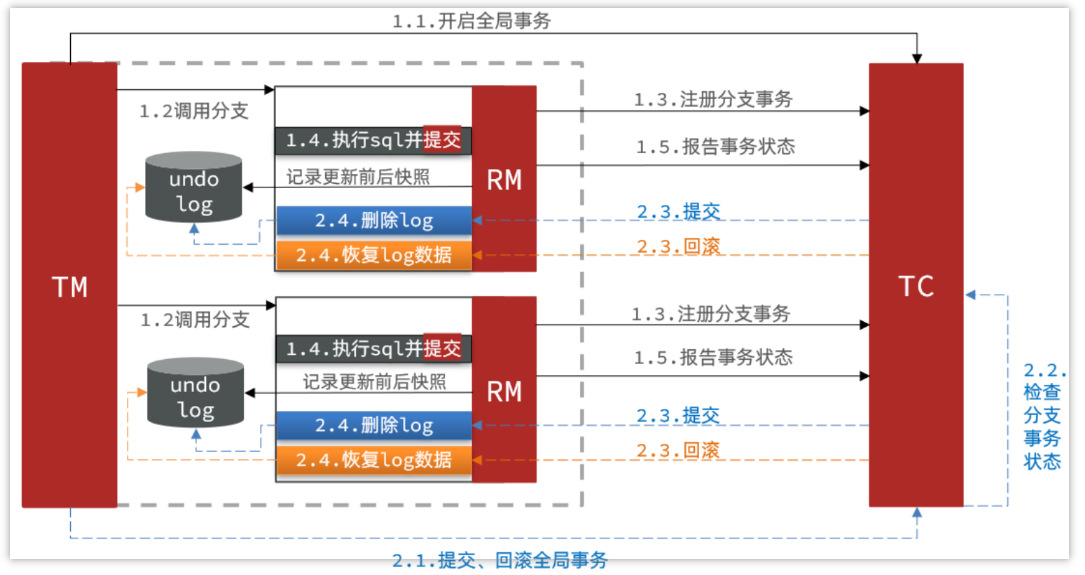 1.1.开启全局事务
TM
1.2调用分支
undo
log
1.4.执行sql并提交
记录更新前后快照
2.4.删除log
2.4.恢复log数据
RM
1.3.注册分支事务
1.5.报告事务状态
2.3.提交
2.3.回滚
1.2调用分支
undo
log
1.4.执行sql并提交
记录更新前后快照
2.4.删除log
2.4.恢复log数据
RM
1.3.注册分支事务
1.5.报告事务状态
2.3.提交
2.3.回滚
TC
2.2.
检查
分支
事务
状态
2.1.提交、回滚全局事务